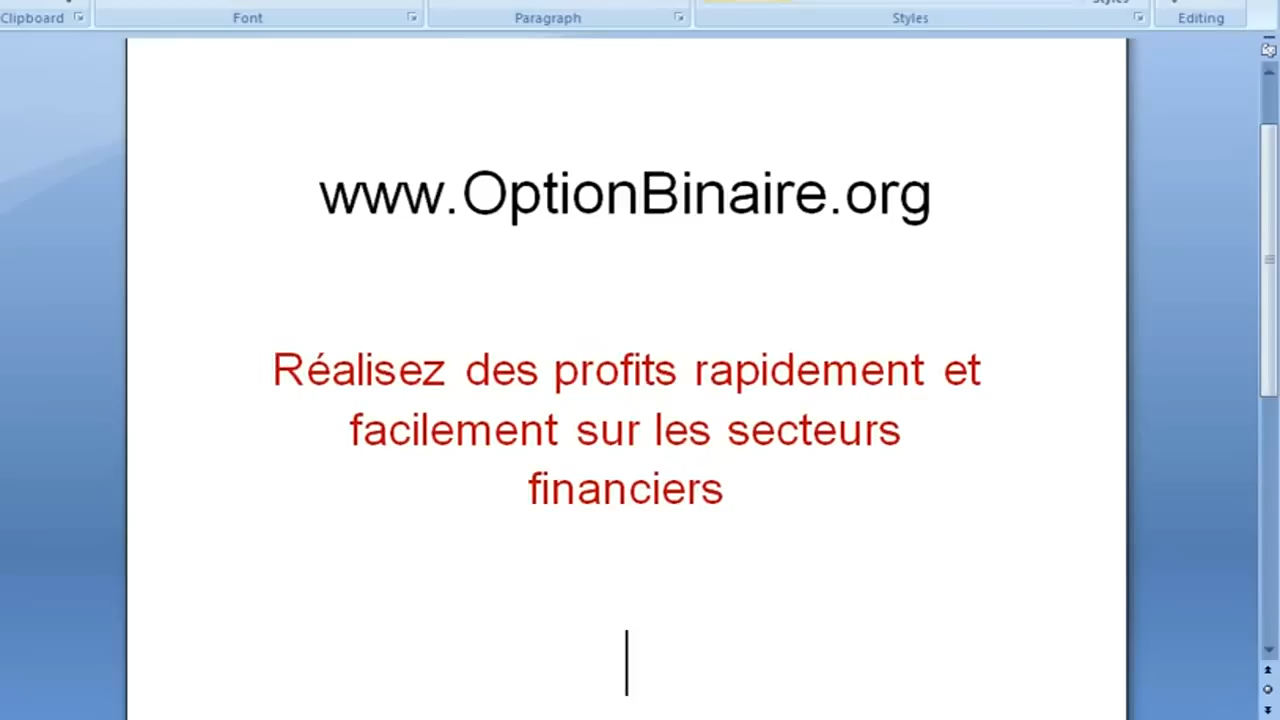 Clipboard
Font
Paragraph
Styles
Editing
www.OptionBinaire.org
Réalisez des profits rapidement et
facilement sur les secteurs
financiers